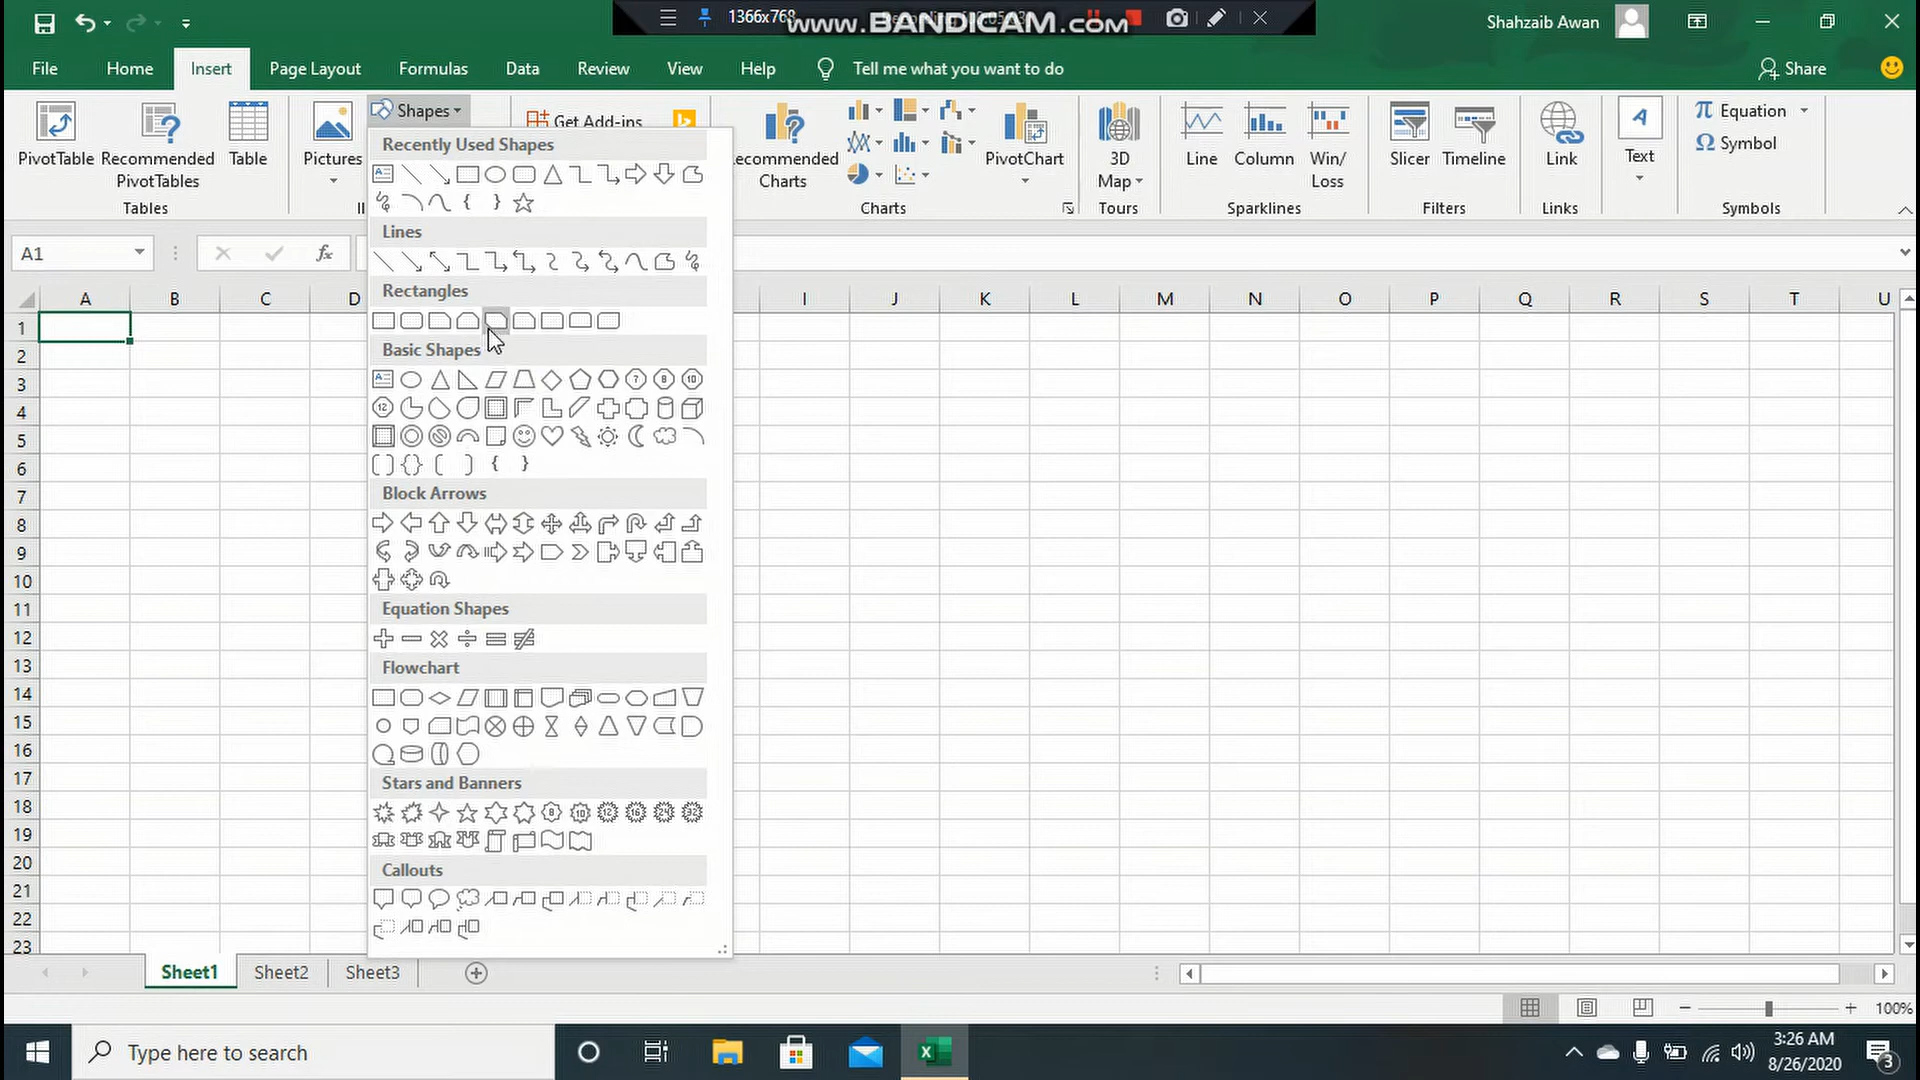 1366x768
www.BANDICAM.com
Shahzaib Awan
File Home Insert Page Layout Formulas Data Review View Help Tell me what you want to do Share
PivotTable Recommended PivotTables Table
Tables
Pictures
Shapes
Get Add-ins
Recommended Charts
PivotChart
Charts
3D Map
Tours
Line Column Win/Loss
Sparklines
Slicer Timeline
Filters
Link
Links
Text
Equation
Symbol
Symbols
A1 fx
Recently Used Shapes
Lines
Rectangles
Basic Shapes
Block Arrows
Equation Shapes
Flowchart
Stars and Banners
Callouts
A B C D I J K L M N O P Q R S T U
1
2
3
4
5
6
7
8
9
10
11
12
13
14
15
16
17
18
19
20
21
22
23
Sheet1 Sheet2 Sheet3
100%
Type here to search
3:26 AM
8/26/2020
3